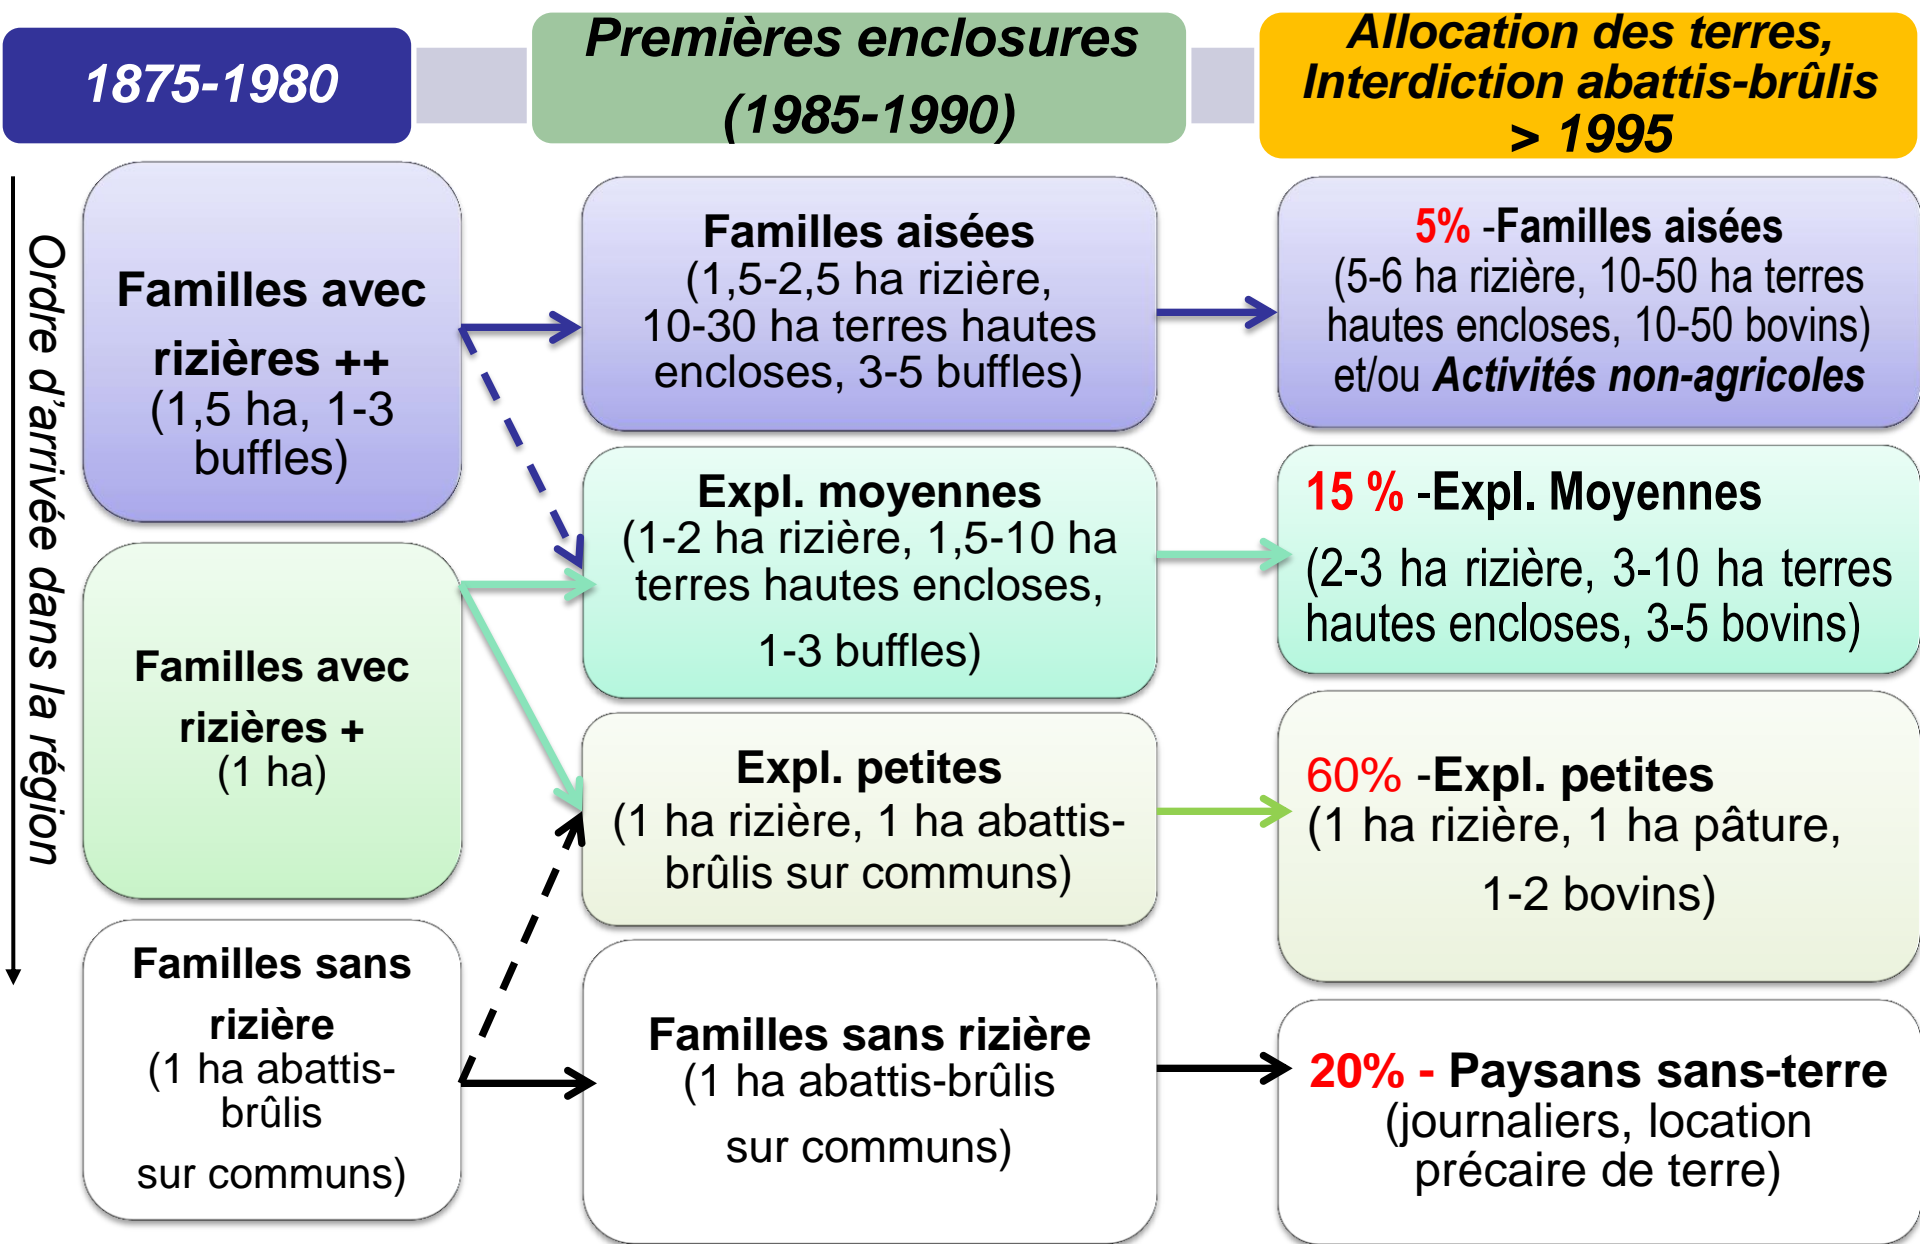 1875-1980
Premières enclosures
(1985-1990)
Allocation des terres,
Interdiction abattis-brûlis
> 1995
Ordre d’arrivée dans la région
Familles avec
rizières ++
(1,5 ha, 1-3
buffles)
Familles avec
rizières +
(1 ha)
Familles sans
rizière
(1 ha abattis-
brûlis
sur communs)
Familles aisées
(1,5-2,5 ha rizière,
10-30 ha terres hautes
encloses, 3-5 buffles)
Expl. moyennes
(1-2 ha rizière, 1,5-10 ha
terres hautes encloses,
1-3 buffles)
Expl. petites
(1 ha rizière, 1 ha abattis-
brûlis sur communs)
Familles sans rizière
(1 ha abattis-brûlis
sur communs)
5% -Familles aisées
(5-6 ha rizière, 10-50 ha terres
hautes encloses, 10-50 bovins)
et/ou Activités non-agricoles
15 % -Expl. Moyennes
(2-3 ha rizière, 3-10 ha terres
hautes encloses, 3-5 bovins)
60% -Expl. petites
(1 ha rizière, 1 ha pâture,
1-2 bovins)
20% - Paysans sans-terre
(journaliers, location
précaire de terre)